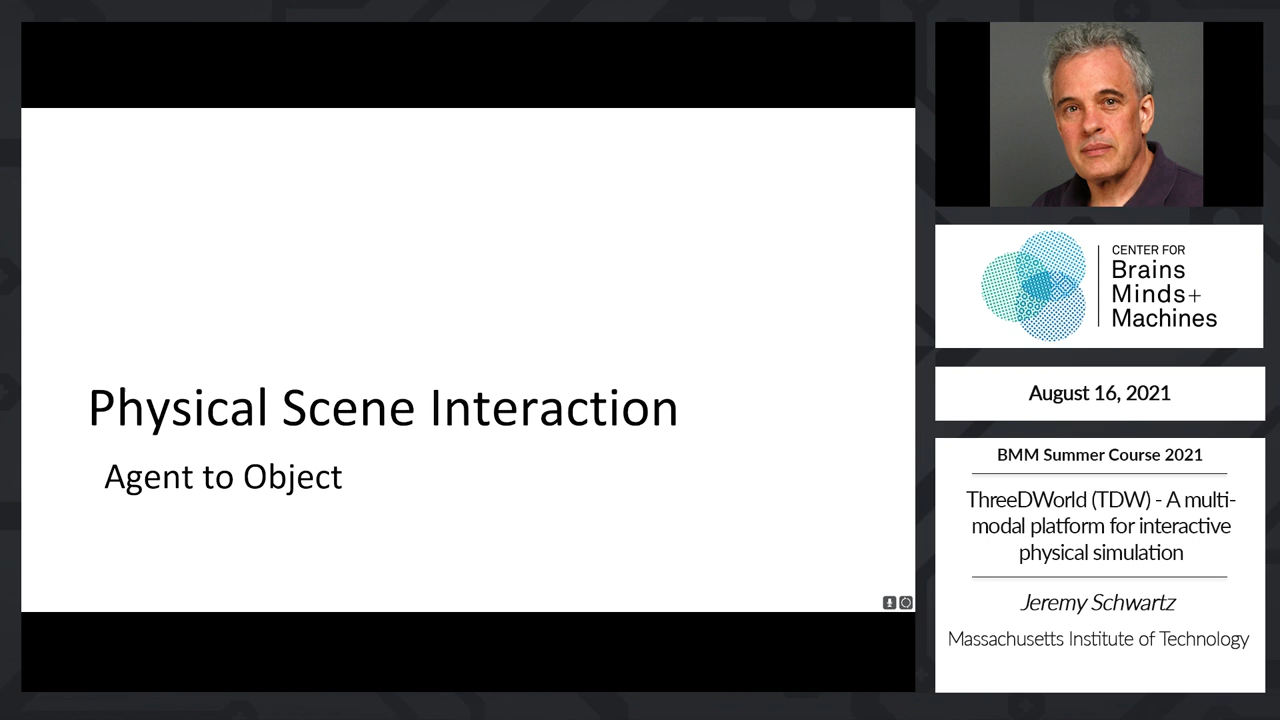 Physical Scene Interaction
Agent to Object
CENTER FOR
Brains
Minds+
Machines
August 16, 2021
BMM Summer Course 2021
ThreeDWorld (TDW) - A multi-
modal platform for interactive
physical simulation
Jeremy Schwartz
Massachusetts Institute of Technology